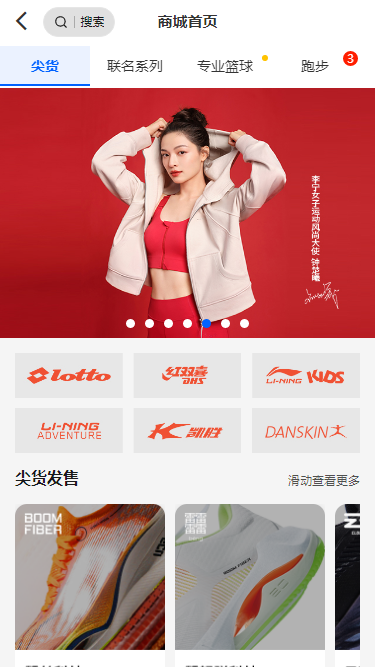 搜索
商城首页
尖货
联名系列
专业篮球
跑步
3
李宁女子运动风尚大使 钟楚曦
lotto
红双喜
DHS
LI-NING KIDS
LI-NING
ADVENTURE
凯胜
DANSKIN
尖货发售
滑动查看更多
BOOM
FIBER
BOOM FIBER